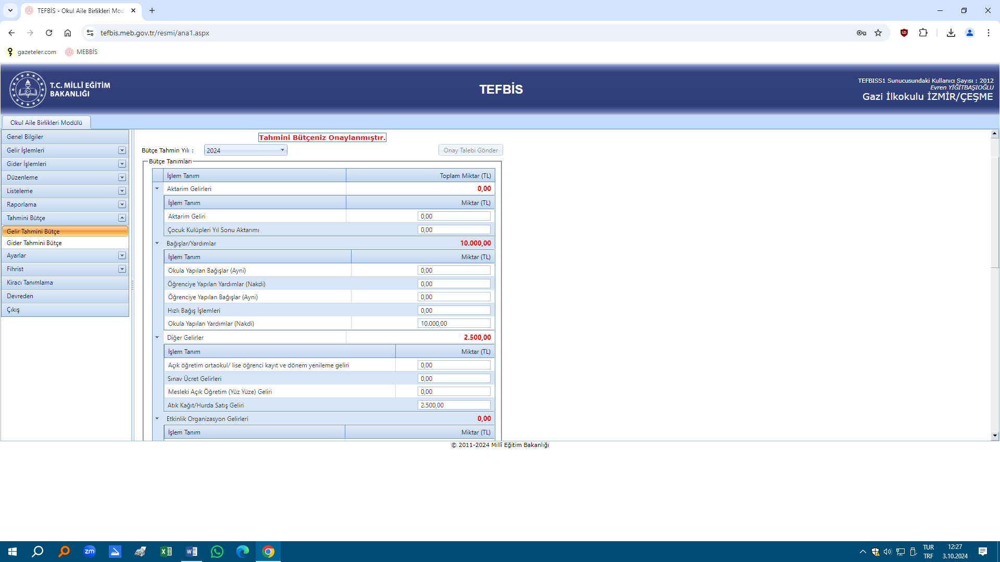 TEFBİS - Okul Aile Birlikleri Mod
tefbis.meb.gov.tr/resmi/ana1.aspx
gazeteler.com
MEBBİS
T.C. MİLLÎ EĞİTİM
BAKANLIĞI
TEFBİS
TEFBISS1 Sunucusundaki Kullanıcı Sayısı : 2012
Evren YİĞİTBAŞIOĞLU
Gazi İlkokulu İZMİR/ÇEŞME
Okul Aile Birlikleri Modülü
Genel Bilgiler
Gelir İşlemleri
Gider İşlemleri
Düzenleme
Listeleme
Raporlama
Tahmini Bütçe
Gelir Tahmini Bütçe
Gider Tahmini Bütçe
Ayarlar
Fihrist
Kiracı Tanımlama
Devreden
Çıkış
Tahmini Bütçeniz Onaylanmıştır.
Bütçe Tahmin Yılı : 2024 Onay Talebi Gönder
Bütçe Tanımları
İşlem Tanım Toplam Miktar (TL)
Aktarim Gelirleri 0,00
İşlem Tanım Miktar (TL)
Aktarim Geliri 0,00
Çocuk Kulüpleri Yıl Sonu Aktarımı 0,00
Bağışlar/Yardımlar 10.000,00
İşlem Tanım Miktar (TL)
Okula Yapılan Bağışlar (Ayni) 0,00
Öğrenciye Yapılan Yardımlar (Nakdi) 0,00
Öğrenciye Yapılan Bağışlar (Ayni) 0,00
Hızlı Bağış İşlemleri 0,00
Okula Yapılan Yardımlar (Nakdi) 10.000,00
Diğer Gelirler 2.500,00
İşlem Tanım Miktar (TL)
Açık öğretim ortaokul/ lise öğrenci kayıt ve dönem yenileme geliri 0,00
Sınav Ücret Gelirleri 0,00
Mesleki Açık Öğretim (Yüz Yüze) Geliri 0,00
Atık Kağıt/Hurda Satış Geliri 2.500,00
Etkinlik Organizasyon Gelirleri 0,00
İşlem Tanım Miktar (TL)
© 2011-2024 Millî Eğitim Bakanlığı
zm
TUR
TRF
12:27
3.10.2024